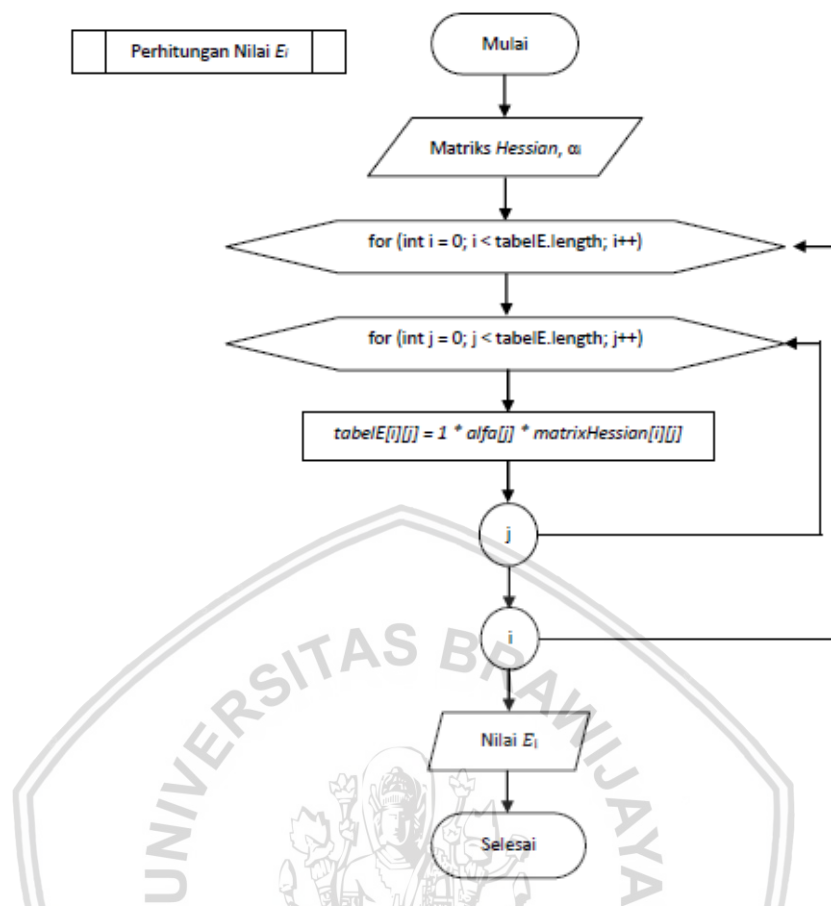 Perhitungan Nilai Ei
Mulai
Matriks Hessian, αi
for (int i = 0; i < tabelE.length; i++)
for (int j = 0; j < tabelE.length; j++)
tabelE[i][j] = 1 * alfa[j] * matrixHessian[i][j]
j
i
Nilai Ei
Selesai
UNIVERSITAS BRAWIJAYA